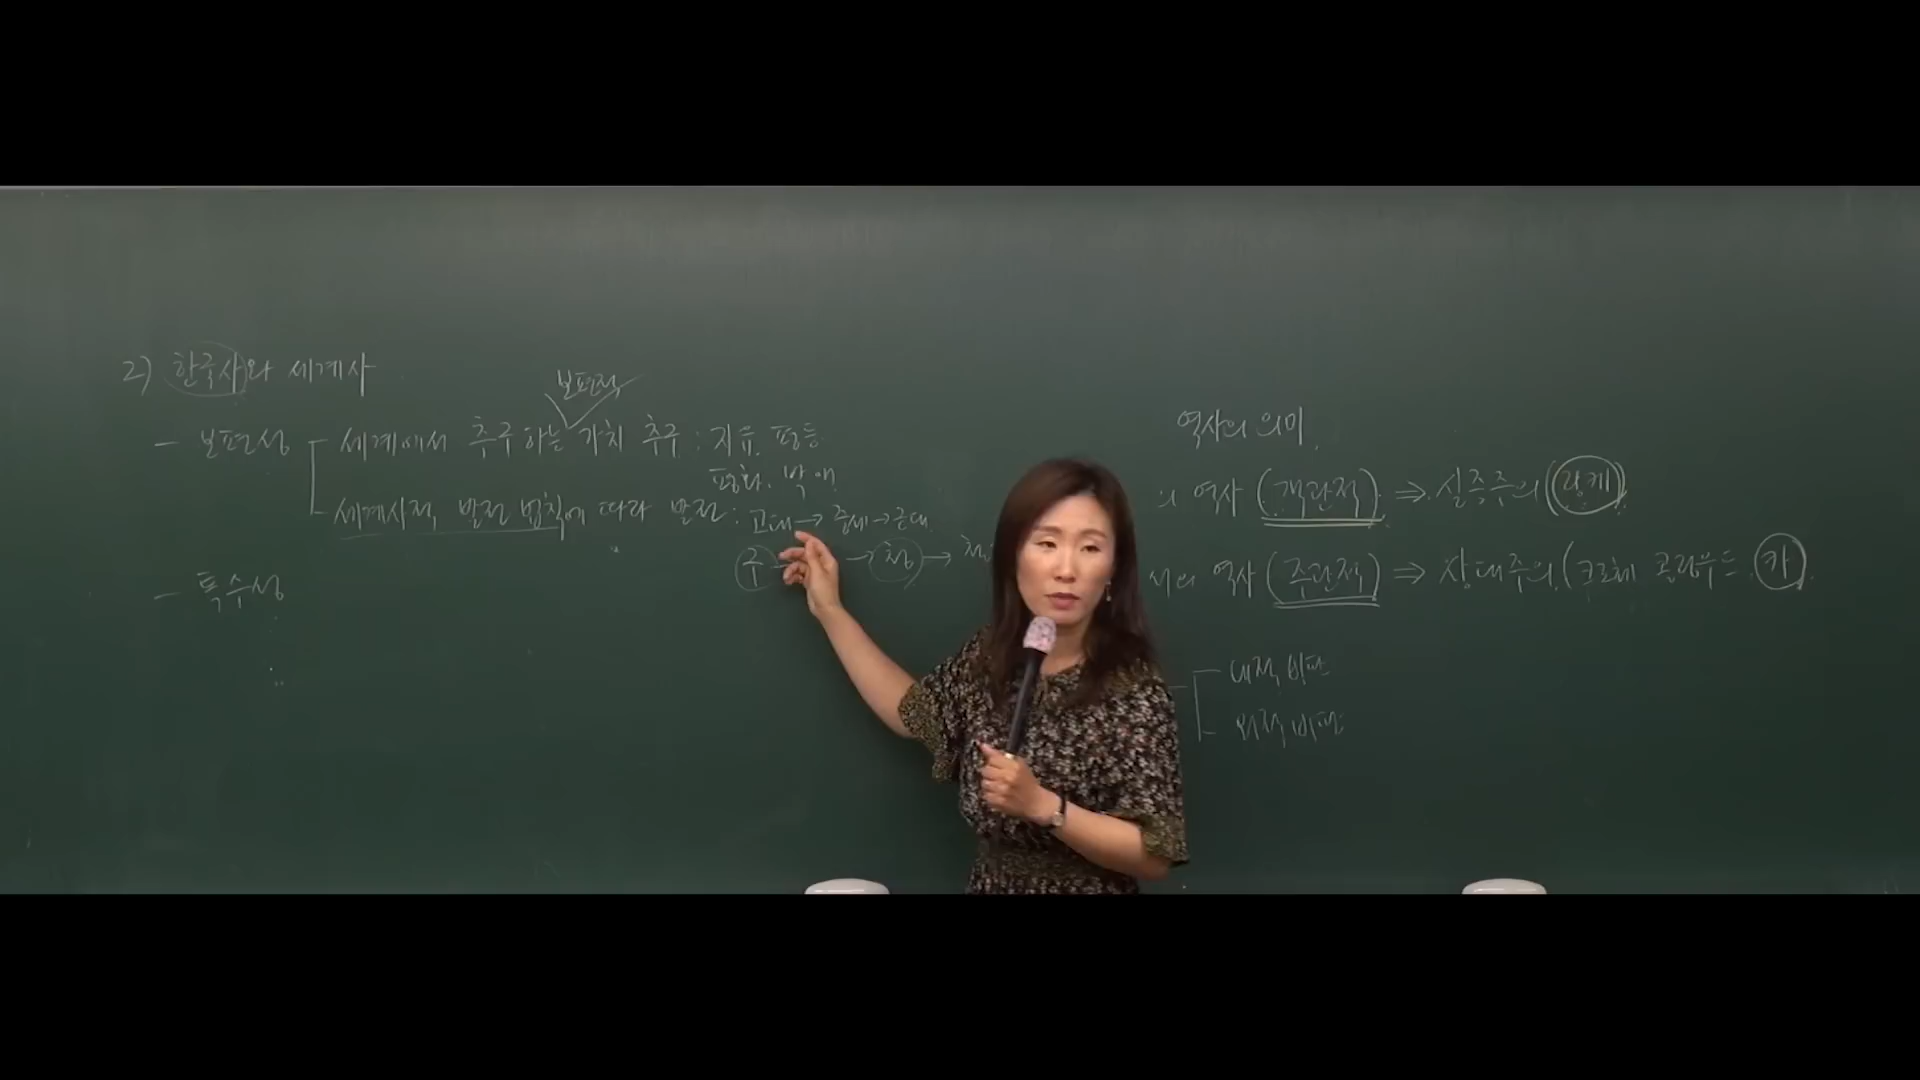 2) 한국사와 세계사
보편적
- 보편성
세계에서 추구하는 가치 추구 : 자유, 평등
평화, 박애
세계사적 발전 법칙에 따라 발전 : 고대 → 중세 → 근대
주 → 청 → 철
- 특수성
역사의 의미
의 역사 (객관적) ⇒ 실증주의 (랑케)
서의 역사 (주관적) ⇒ 상대주의 (크로체 콜링우드 카)
내적 비판
외적 비판